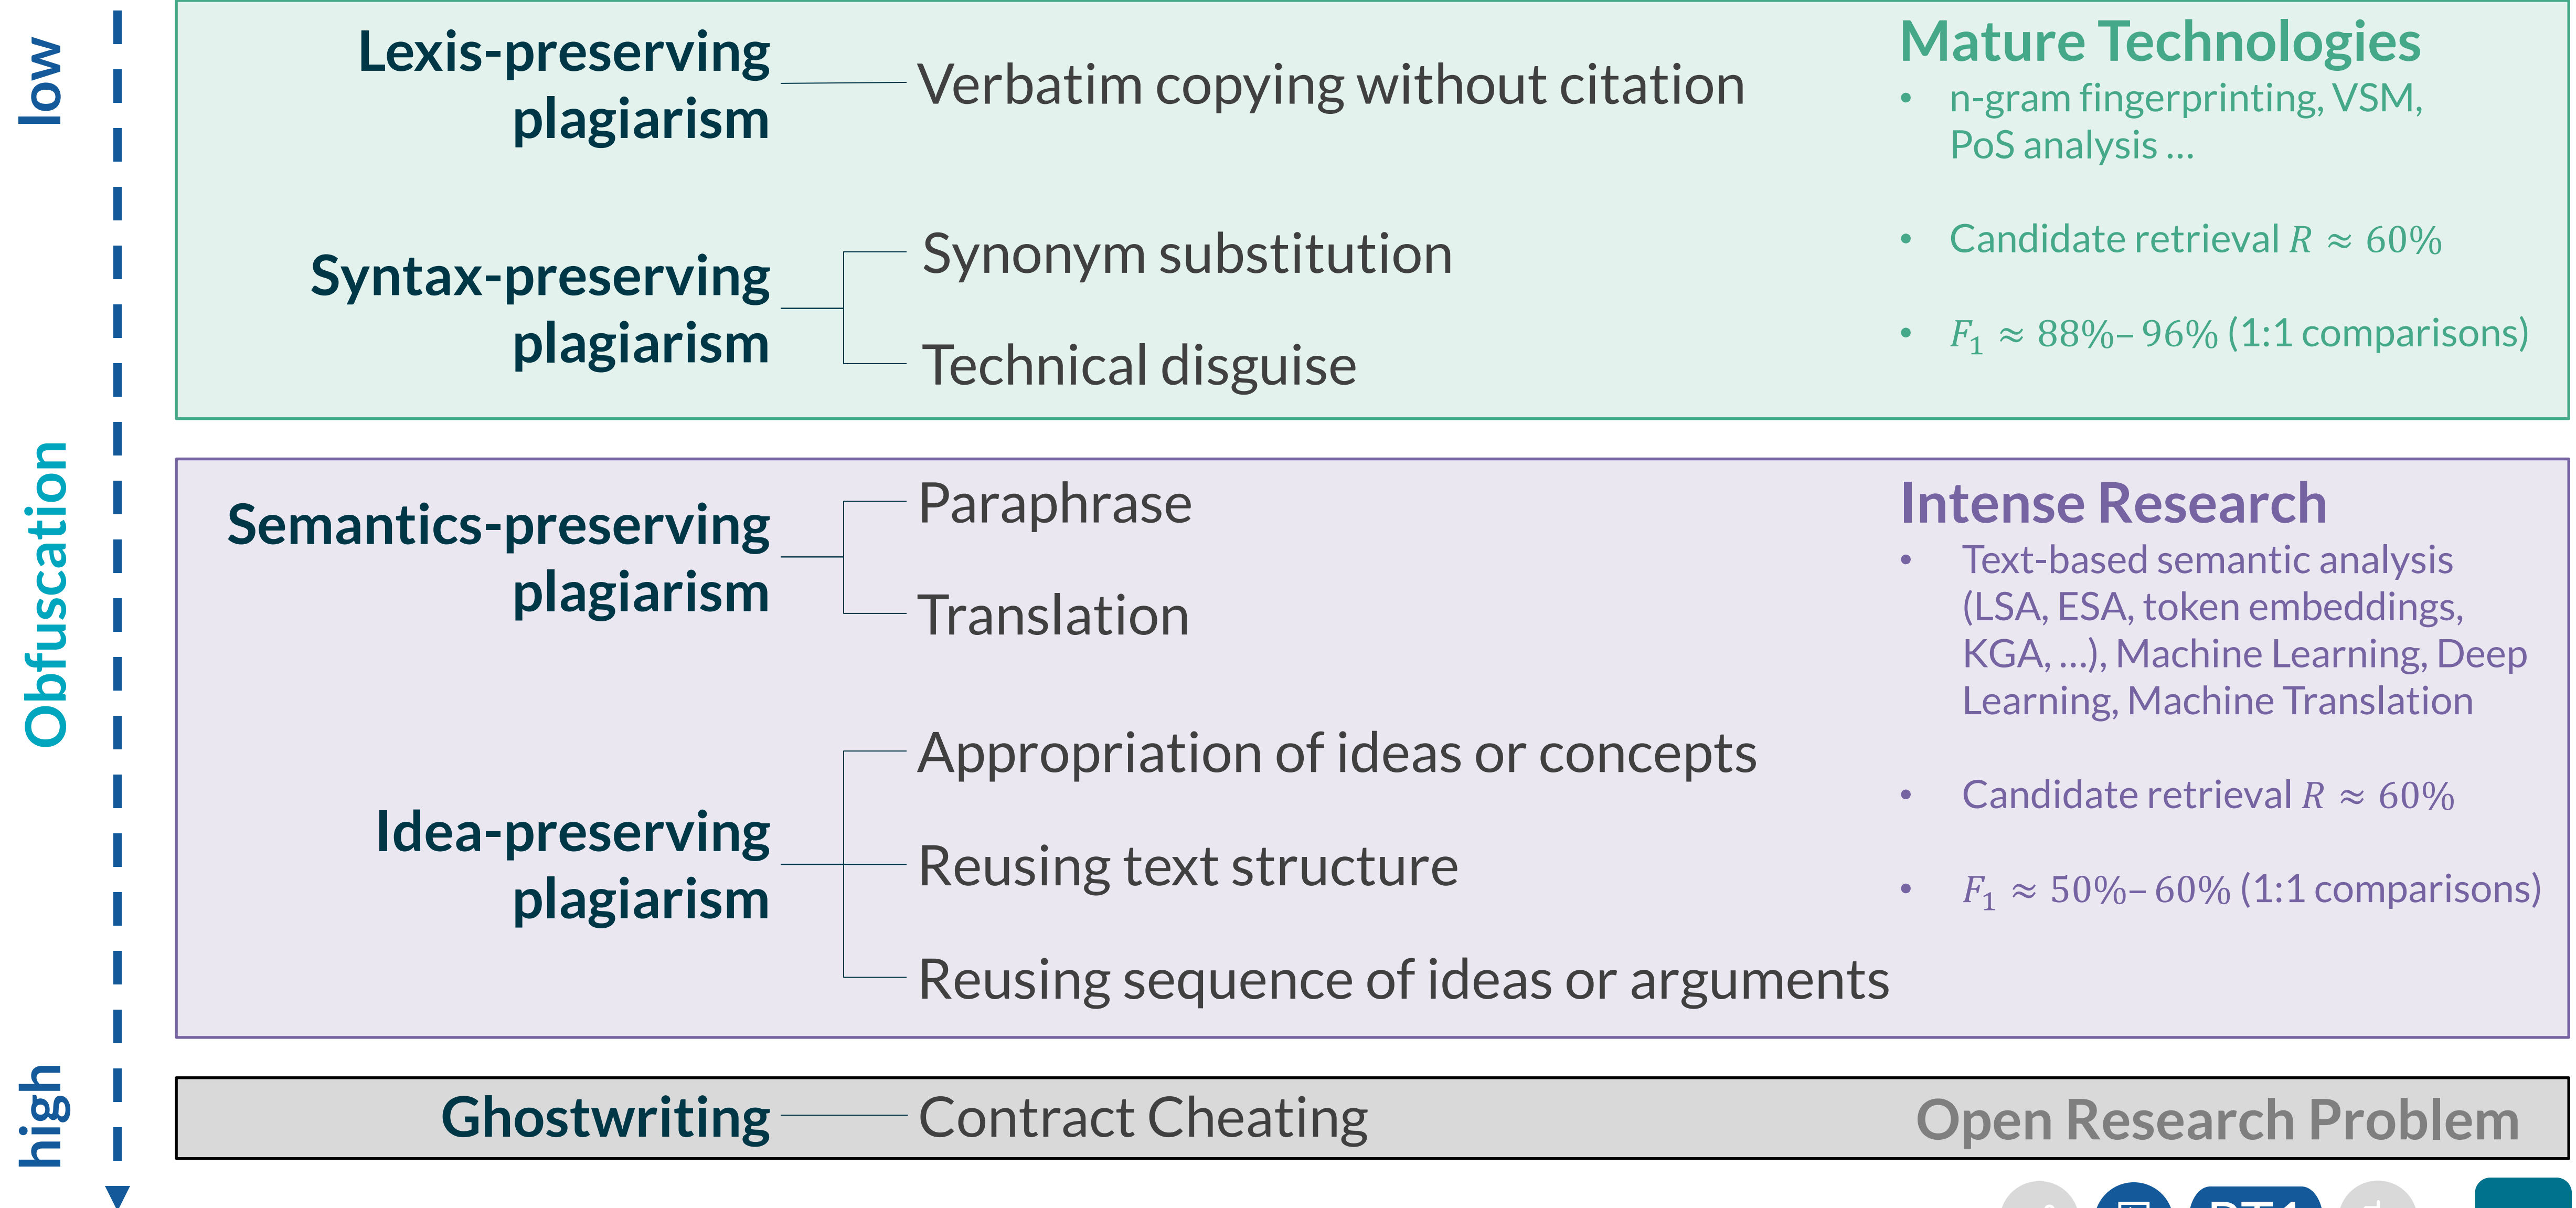 low
Obfuscation
high
Lexis-preserving
plagiarism
Verbatim copying without citation
Syntax-preserving
plagiarism
Synonym substitution
Technical disguise
Mature Technologies
• n-gram fingerprinting, VSM,
PoS analysis ...
• Candidate retrieval R ≈ 60%
• F₁ ≈ 88%– 96% (1:1 comparisons)
Semantics-preserving
plagiarism
Paraphrase
Translation
Idea-preserving
plagiarism
Appropriation of ideas or concepts
Reusing text structure
Reusing sequence of ideas or arguments
Intense Research
• Text-based semantic analysis
(LSA, ESA, token embeddings,
KGA, ...), Machine Learning, Deep
Learning, Machine Translation
• Candidate retrieval R ≈ 60%
• F₁ ≈ 50%– 60% (1:1 comparisons)
Ghostwriting
Contract Cheating
Open Research Problem